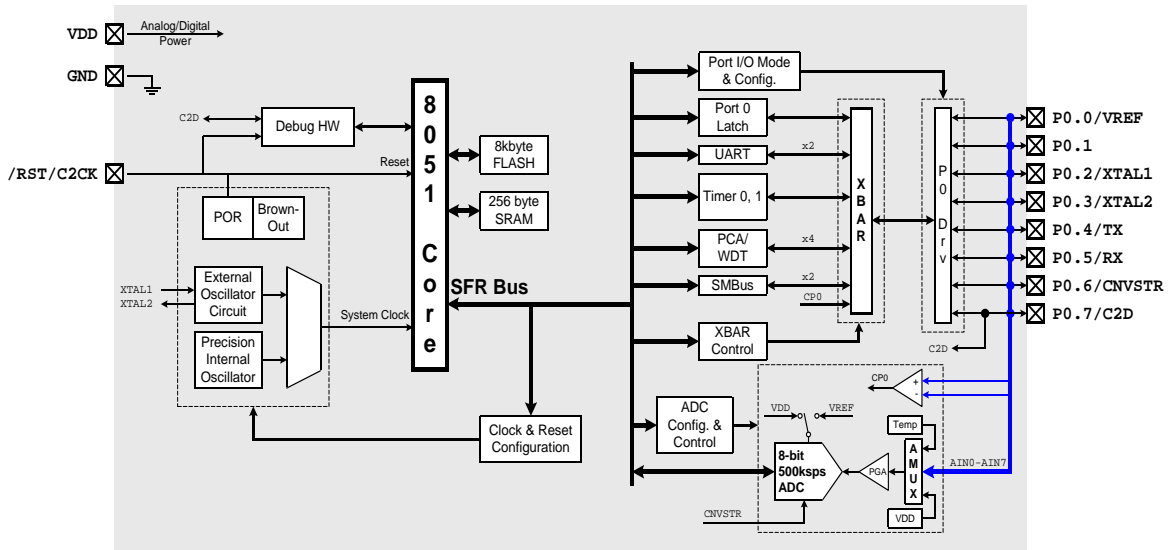 VDD
Analog/Digital
Power
GND
C2D
Debug HW
/RST/C2CK
Reset
POR
Brown-
Out
XTAL1
XTAL2
External
Oscillator
Circuit
Precision
Internal
Oscillator
System Clock
8
0
5
1
C
o
r
e
8kbyte
FLASH
256 byte
SRAM
SFR Bus
Clock & Reset
Configuration
Port I/O Mode
& Config.
Port 0
Latch
UART
x2
Timer 0, 1
PCA/
WDT
x4
SMBus
x2
CP0
XBAR
Control
X
B
A
R
P
0
D
r
v
P0.0/VREF
P0.1
P0.2/XTAL1
P0.3/XTAL2
P0.4/TX
P0.5/RX
P0.6/CNVSTR
P0.7/C2D
C2D
CP0
+
-
ADC
Config. &
Control
VDD
VREF
Temp
8-bit
500ksps
ADC
PGA
A
M
U
X
AIN0-AIN7
VDD
CNVSTR